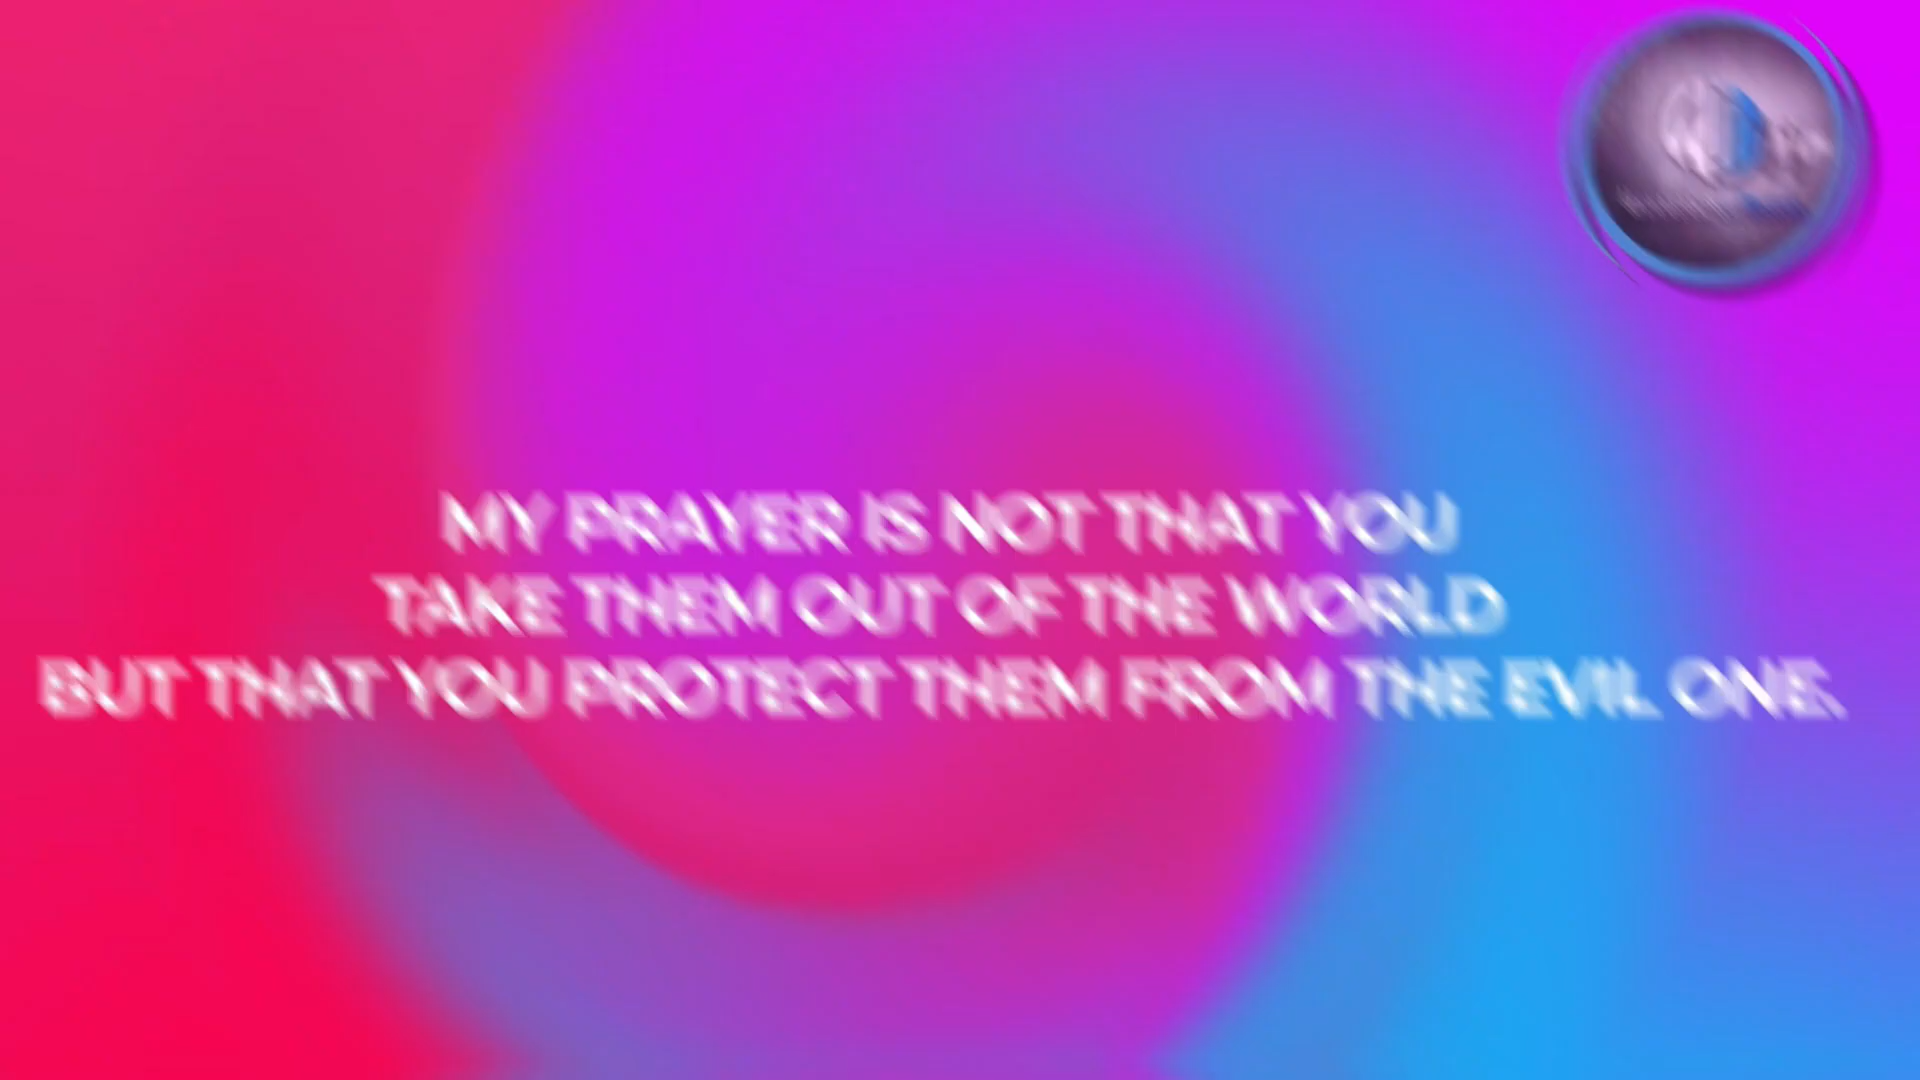 MY PRAYER IS NOT THAT YOU
TAKE THEM OUT OF THE WORLD
BUT THAT YOU PROTECT THEM FROM THE EVIL ONE.